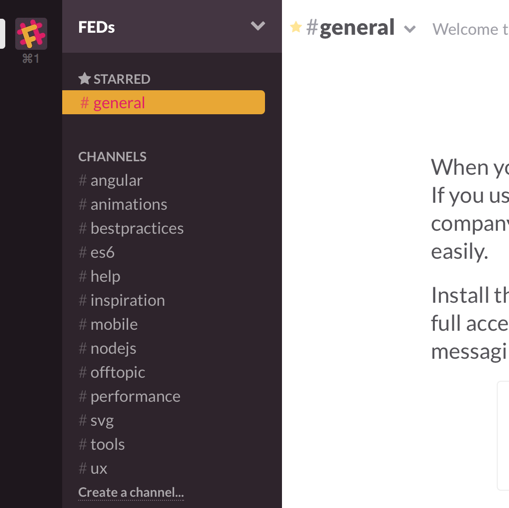 FEDs
⌘1
STARRED
# general
CHANNELS
# angular
# animations
# bestpractices
# es6
# help
# inspiration
# mobile
# nodejs
# offtopic
# performance
# svg
# tools
# ux
Create a channel...
#general
Welcome t
When yo
If you us
company
easily.
Install th
full acce
messagi